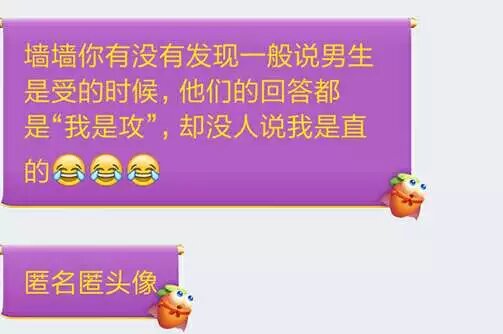 墙墙你有没有发现一般说男生
是受的时候，他们的回答都
是“我是攻”，却没人说我是直
的😂😂😂
匿名匿头像